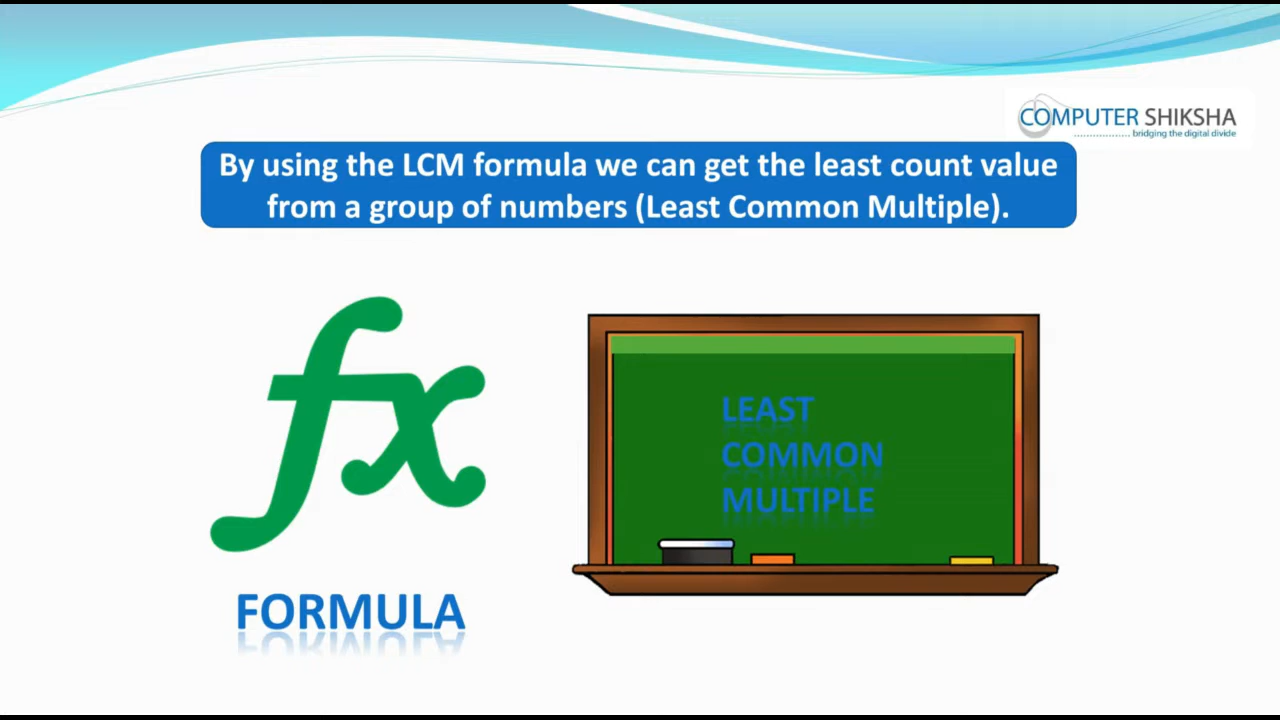 COMPUTER SHIKSHA
bridging the digital divide
By using the LCM formula we can get the least count value
from a group of numbers (Least Common Multiple).
fx
LEAST
COMMON
MULTIPLE
FORMULA